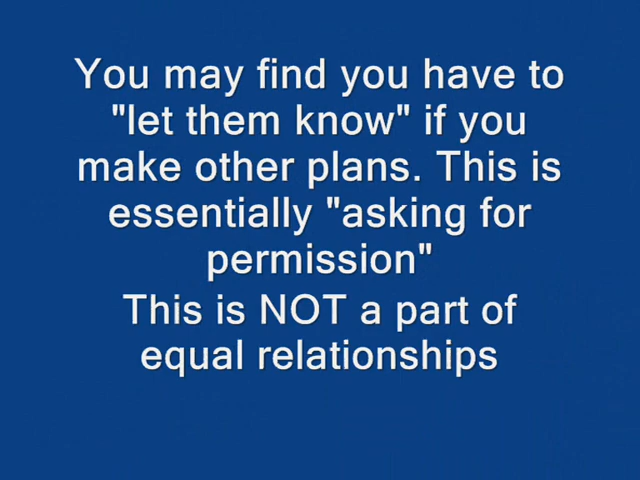 You may find you have to
"let them know" if you
make other plans. This is
essentially "asking for
permission"
This is NOT a part of
equal relationships